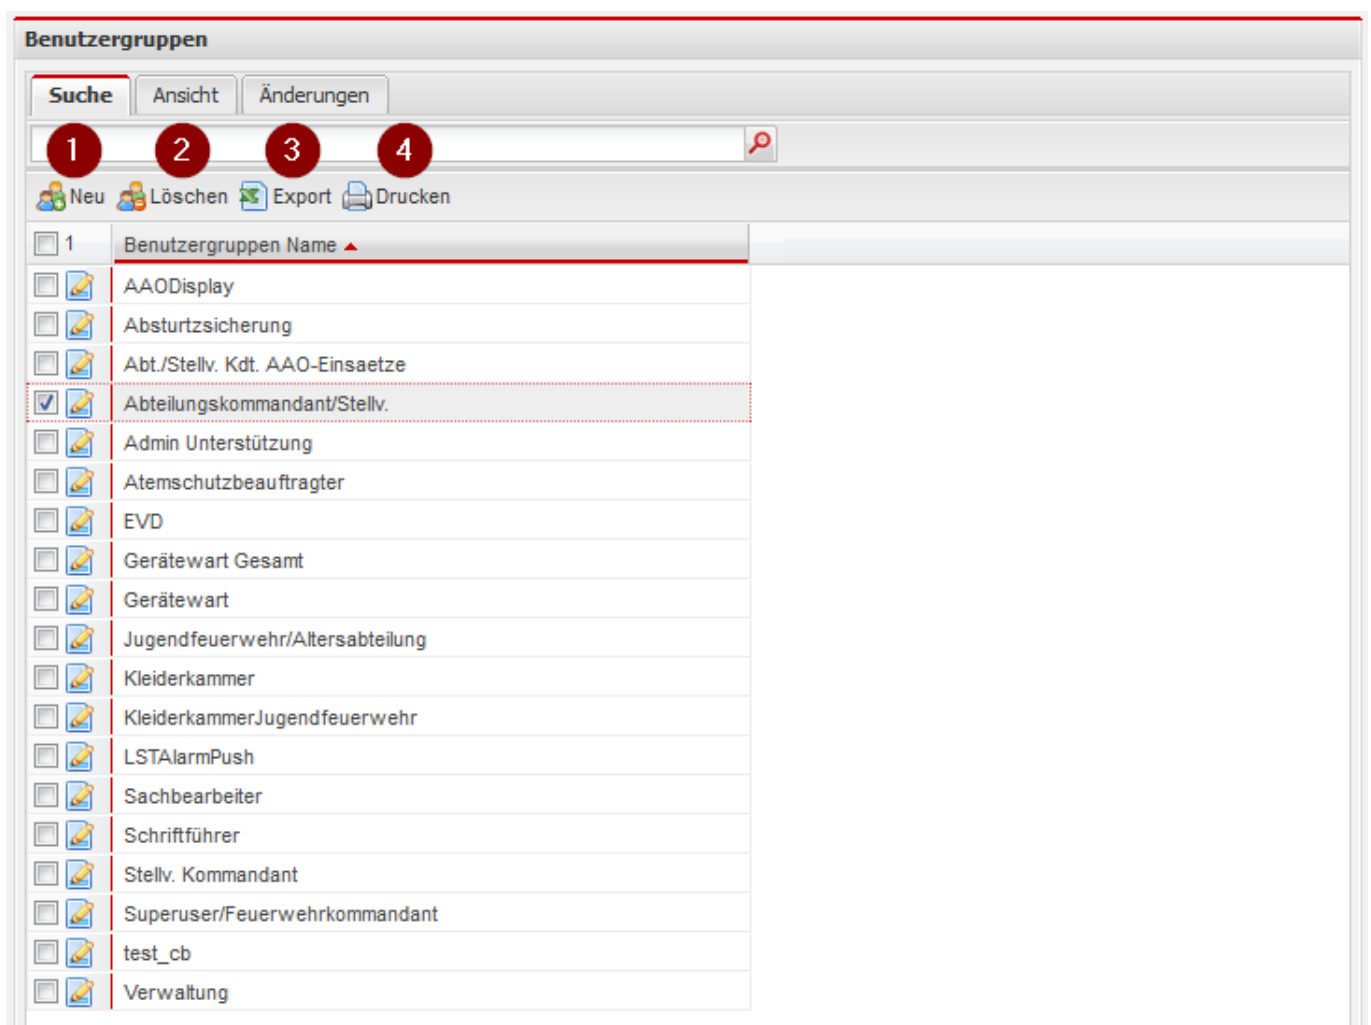 Benutzergruppen
Suche Ansicht Änderungen
1 2 3 4
Neu Löschen Export Drucken
1 Benutzergruppen Name
AAODisplay
Absturtzsicherung
Abt./Stellv. Kdt. AAO-Einsaetze
Abteilungskommandant/Stellv.
Admin Unterstützung
Atemschutzbeauftragter
EVD
Gerätewart Gesamt
Gerätewart
Jugendfeuerwehr/Altersabteilung
Kleiderkammer
KleiderkammerJugendfeuerwehr
LSTAlarmPush
Sachbearbeiter
Schriftführer
Stellv. Kommandant
Superuser/Feuerwehrkommandant
test_cb
Verwaltung